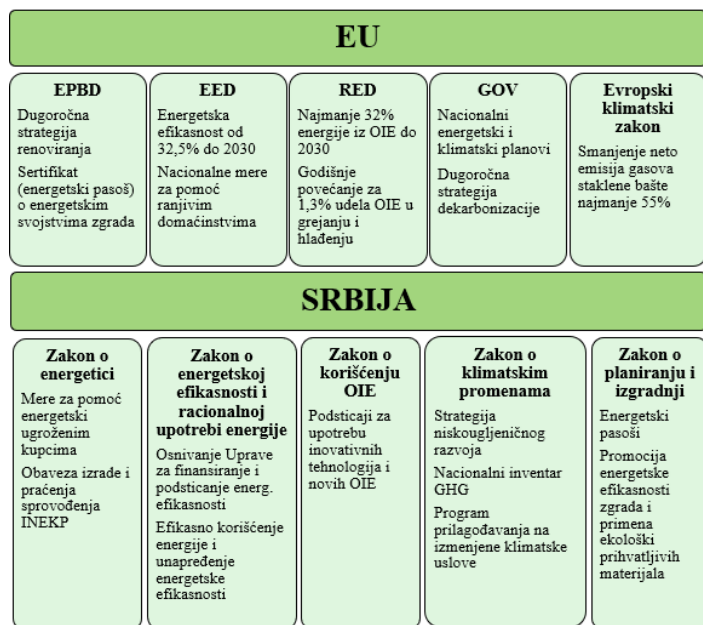 EU
EPBD
Dugoročna
strategija
renoviranja
Sertifikat
(energetski pasoš)
o energetskim
svojstvima zgrada
EED
Energetska
efikasnost od
32,5% do 2030
Nacionalne mere
za pomoć
ranjivim
domaćinstvima
RED
Najmanje 32%
energije iz OIE do
2030
Godišnje
povećanje za
1,3% udela OIE u
grejanju i
hlađenju
GOV
Nacionalni
energetski i
klimatski planovi
Dugoročna
strategija
dekarbonizacije
Evropski
klimatski
zakon
Smanjenje neto
emisija gasova
staklene bašte
najmanje 55%
SRBIJA
Zakon o
energetici
Mere za pomoć
energetski
ugroženim
kupcima
Obaveza izrade i
praćenja
sprovođenja
INEKP
Zakon o
energetskoj
efikasnosti i
racionalnoj
upotrebi energije
Osnivanje Uprave
za finansiranje i
podsticanje energ.
efikasnosti
Efikasno korišćenje
energije i
unapređenje
energetske
efikasnosti
Zakon o
korišćenju
OIE
Podsticaji za
upotrebu
inovativnih
tehnologija i
novih OIE
Zakon o
klimatskim
promenama
Strategija
niskougljeničnog
razvoja
Nacionalni inventar
GHG
Program
prilagođavanja na
izmenjene klimatske
uslove
Zakon o
planiranju i
izgradnji
Energetski
pasoši
Promocija
energetske
efikasnosti
zgrada i
primena
ekološki
prihvatljivih
materijala